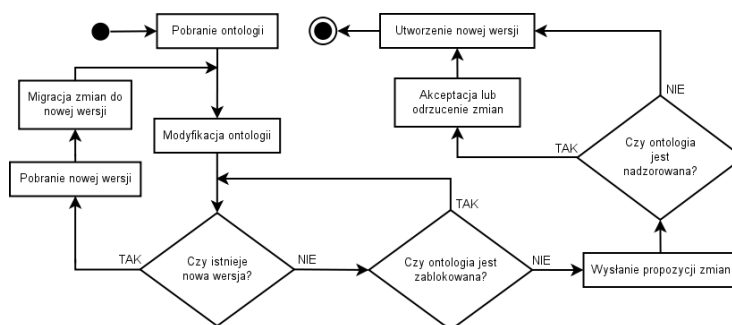 Pobranie ontologii
Utworzenie nowej wersji
Migracja zmian do
nowej wersji
Akceptacja lub
odrzucenie zmian
NIE
Modyfikacja ontologii
TAK
Czy ontologia
jest
nadzorowana?
Pobranie nowej wersji
TAK
TAK
Czy istnieje
nowa wersja?
NIE
Czy ontologia jest
zablokowana?
NIE
Wysłanie propozycji zmian